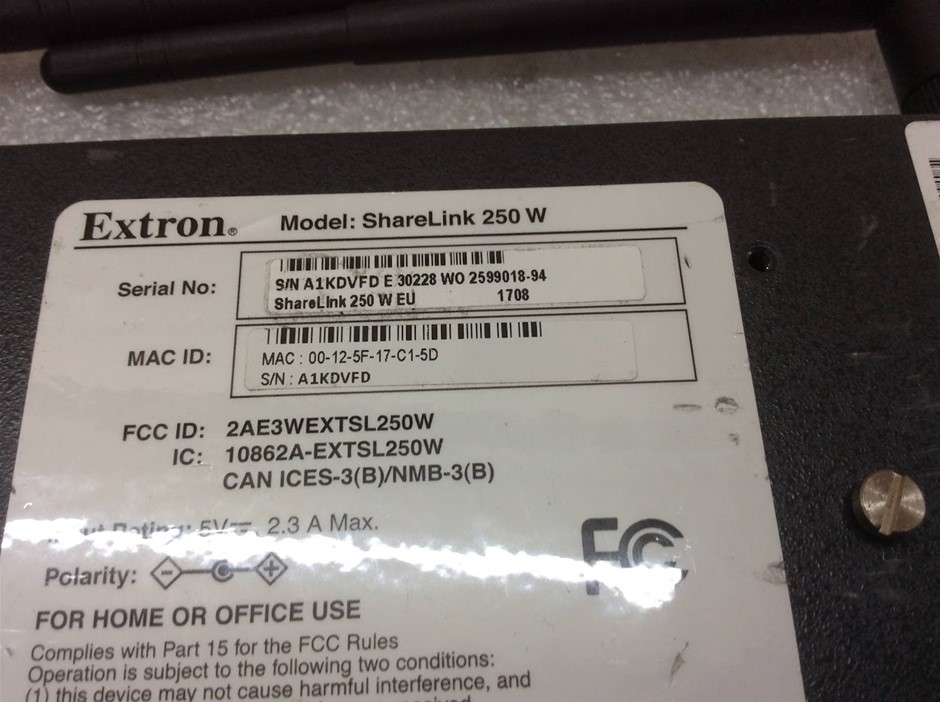 Extron® Model: ShareLink 250 W
Serial No:
S/N A1KDVFD E 30228 WO 2599018-94
ShareLink 250 W EU 1708
MAC ID:
MAC : 00-12-5F-17-C1-5D
S/N : A1KDVFD
FCC ID: 2AE3WEXTSL250W
IC: 10862A-EXTSL250W
CAN ICES-3(B)/NMB-3(B)
Input Rating: 5V⎓, 2.3 A Max.
FC
Polarity: - +
FOR HOME OR OFFICE USE
Complies with Part 15 for the FCC Rules
Operation is subject to the following two conditions:
(1) this device may not cause harmful interference, and